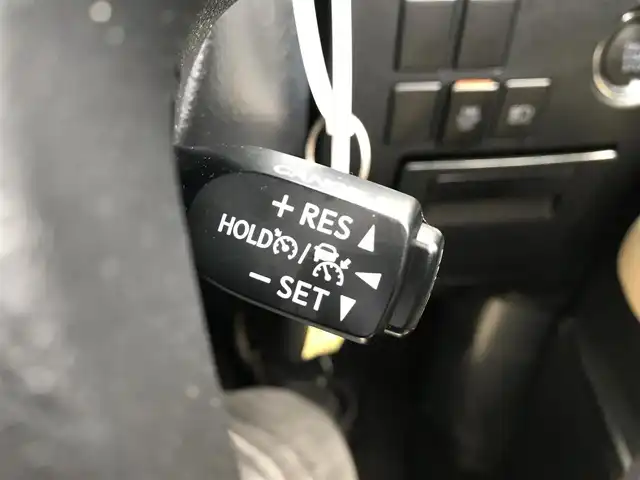 + RES
HOLD /
− SET